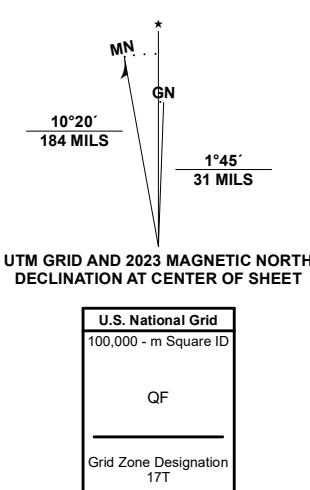 ★
MN
GN
10°20´
184 MILS
1°45´
31 MILS
UTM GRID AND 2023 MAGNETIC NORTH
DECLINATION AT CENTER OF SHEET
U.S. National Grid
100,000 - m Square ID
QF
Grid Zone Designation
17T